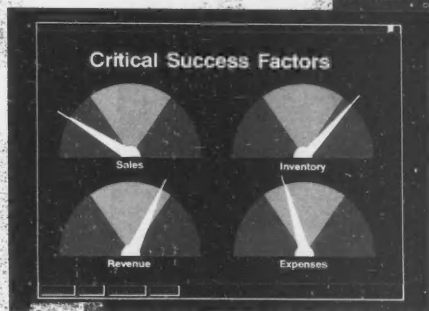 Critical Success Factors
Sales
Inventory
Revenue
Expenses